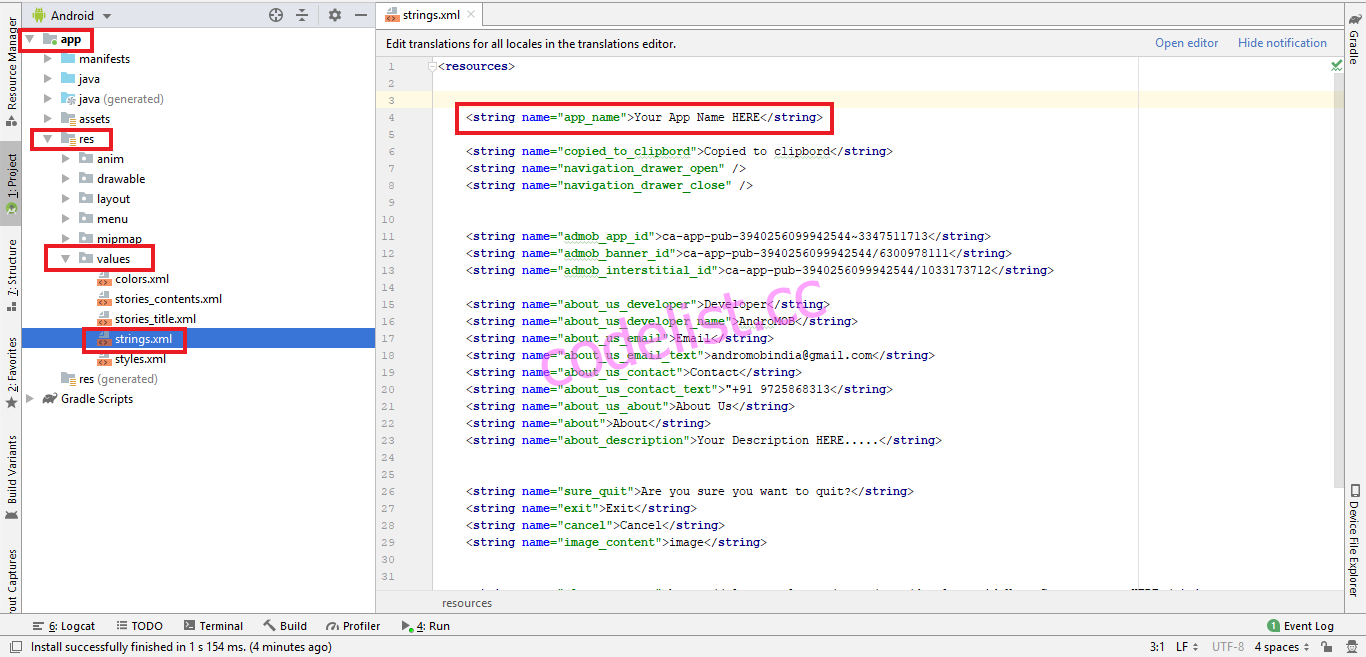 Android
strings.xml
Resource Manager
1: Project
7: Structure
2: Favorites
Build Variants
out Captures
app
manifests
java
java (generated)
assets
res
anim
drawable
layout
menu
mipmap
values
colors.xml
stories_contents.xml
stories_title.xml
strings.xml
styles.xml
res (generated)
Gradle Scripts
Edit translations for all locales in the translations editor.
Open editor
Hide notification
1 <resources>
2
3
4 <string name="app_name">Your App Name HERE</string>
5
6 <string name="copied_to_clipbord">Copied to clipbord</string>
7 <string name="navigation_drawer_open" />
8 <string name="navigation_drawer_close" />
9
10
11 <string name="admob_app_id">ca-app-pub-3940256099942544~3347511713</string>
12 <string name="admob_banner_id">ca-app-pub-3940256099942544/6300978111</string>
13 <string name="admob_interstitial_id">ca-app-pub-3940256099942544/1033173712</string>
14
15 <string name="about_us_developer">Developer</string>
16 <string name="about_us_developer_name">AndroMOB</string>
17 <string name="about_us_email">Email</string>
18 <string name="about_us_email_text">andromobindia@gmail.com</string>
19 <string name="about_us_contact">Contact</string>
20 <string name="about_us_contact_text">"+91 9725868313</string>
21 <string name="about_us_about">About Us</string>
22 <string name="about">About</string>
23 <string name="about_description">Your Description HERE.....</string>
24
25
26 <string name="sure_quit">Are you sure you want to quit?</string>
27 <string name="exit">Exit</string>
28 <string name="cancel">Cancel</string>
29 <string name="image_content">image</string>
30
31
codelist.cc
resources
Gradle
Device File Explorer
6: Logcat
TODO
Terminal
Build
Profiler
4: Run
1 Event Log
Install successfully finished in 1 s 154 ms. (4 minutes ago)
3:1 LF UTF-8 4 spaces